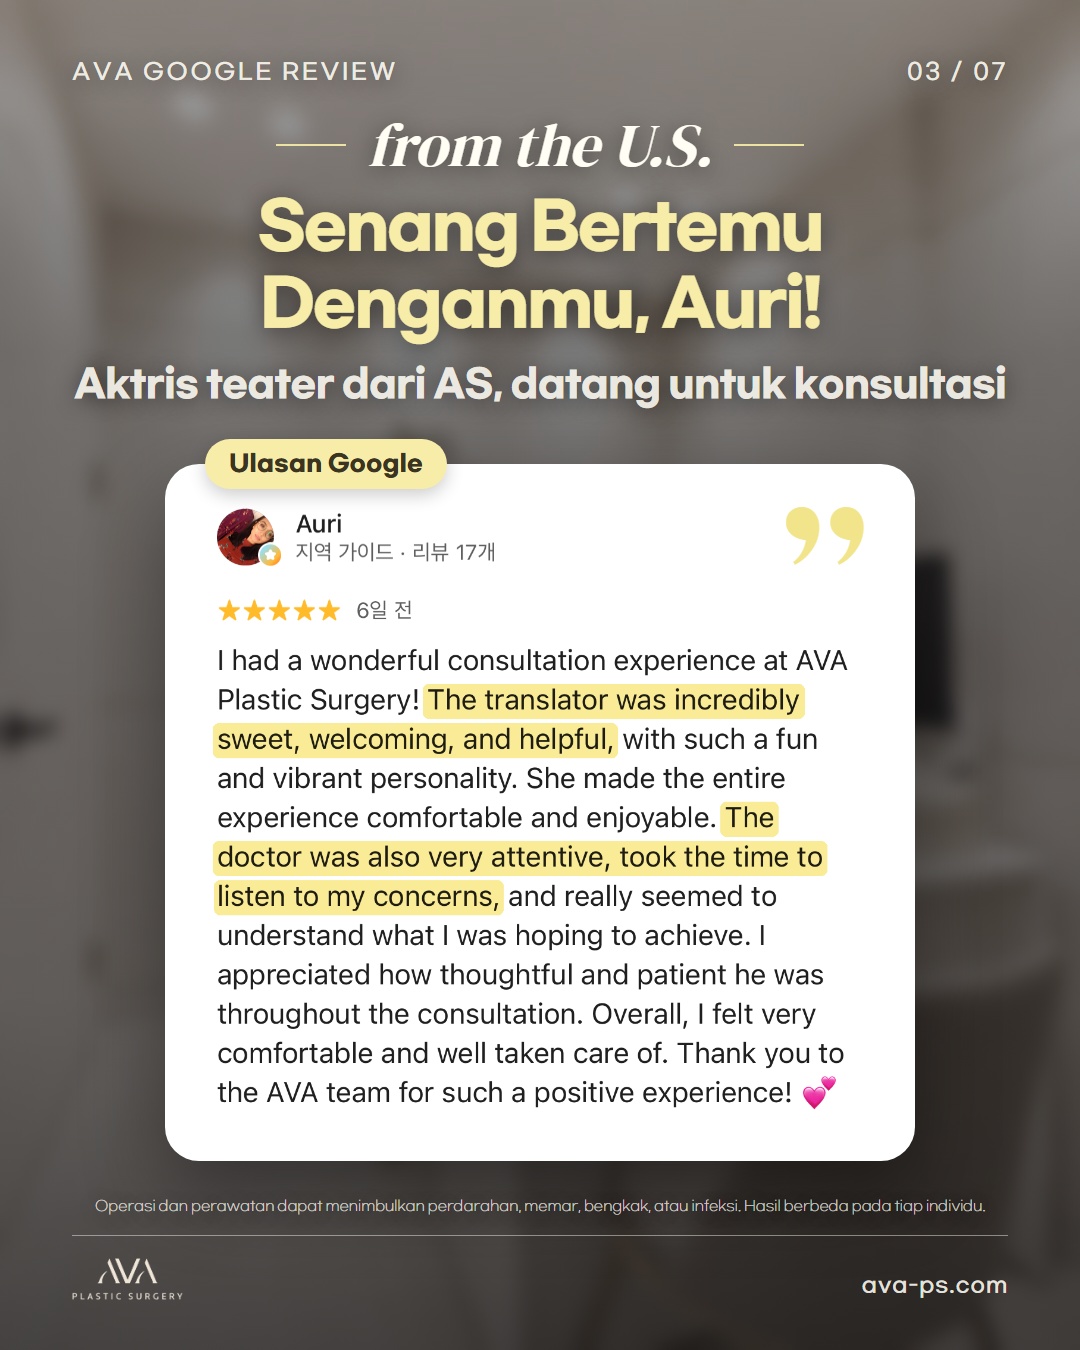 AVA GOOGLE REVIEW
03 / 07
from the U.S.
Senang Bertemu
Denganmu, Auri!
Aktris teater dari AS, datang untuk konsultasi
Ulasan Google
Auri
지역 가이드 · 리뷰 17개
6일 전
I had a wonderful consultation experience at AVA
Plastic Surgery! The translator was incredibly
sweet, welcoming, and helpful, with such a fun
and vibrant personality. She made the entire
experience comfortable and enjoyable. The
doctor was also very attentive, took the time to
listen to my concerns, and really seemed to
understand what I was hoping to achieve. I
appreciated how thoughtful and patient he was
throughout the consultation. Overall, I felt very
comfortable and well taken care of. Thank you to
the AVA team for such a positive experience! 💕
Operasi dan perawatan dapat menimbulkan perdarahan, memar, bengkak, atau infeksi. Hasil berbeda pada tiap individu.
AVA
PLASTIC SURGERY
ava-ps.com